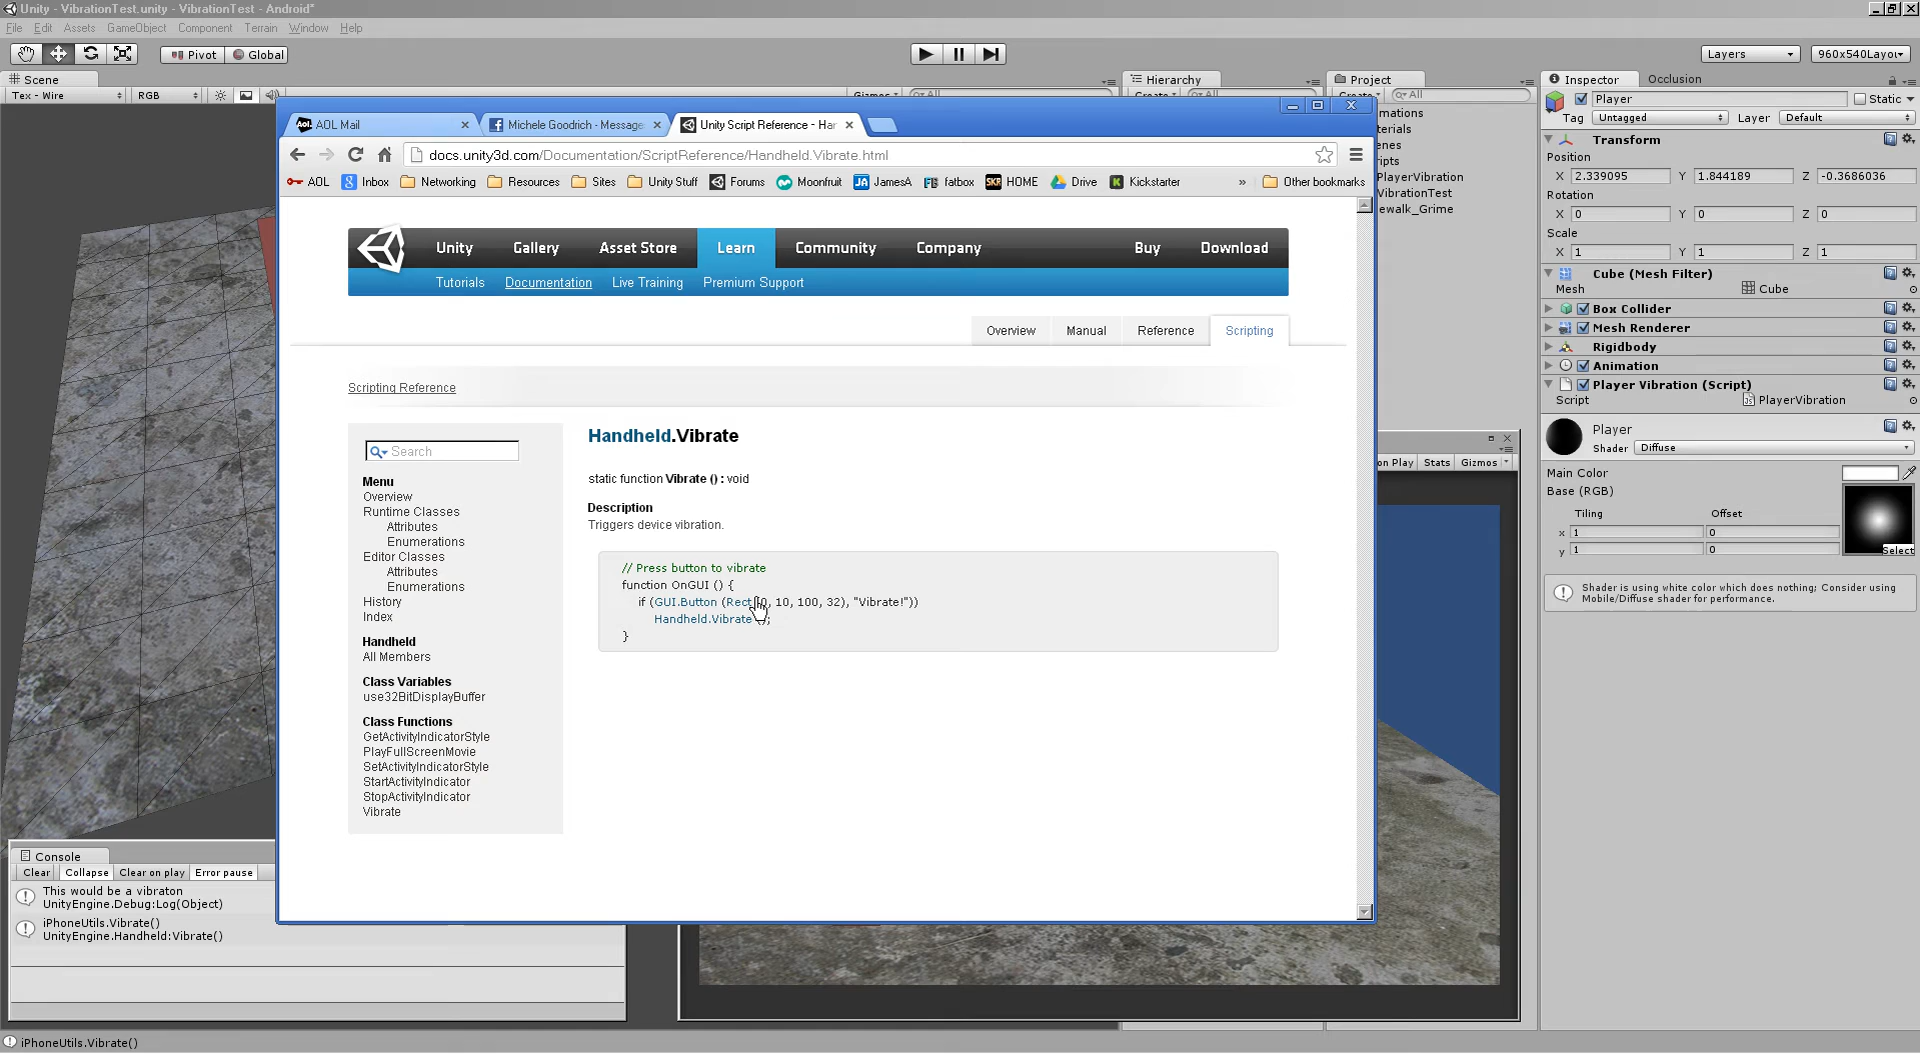 Unity - VibrationTest.unity - VibrationTest - Android*
File Edit Assets GameObject Component Terrain Window Help
Pivot Global
Layers 960x540Layou
Scene
Hierarchy
Project
Inspector Occlusion
Tex - Wire RGB
Gizmos All
Create All
Create All
Player Static
Tag Untagged Layer Default
Transform
Position
X 2.339095 Y 1.844189 Z -0.3686036
Rotation
X 0 Y 0 Z 0
Scale
X 1 Y 1 Z 1
Cube (Mesh Filter)
Mesh Cube
Box Collider
Mesh Renderer
Rigidbody
Animation
Player Vibration (Script)
Script PlayerVibration
Player
Shader Diffuse
Main Color
Base (RGB)
Tiling Offset
x 1 0
y 1 0
Select
Shader is using white color which does nothing; Consider using
Mobile/Diffuse shader for performance.
mations
terials
enes
ripts
PlayerVibration
VibrationTest
ewalk_Grime
on Play Stats Gizmos
AOL Mail
Michele Goodrich - Message
Unity Script Reference - Har
docs.unity3d.com/Documentation/ScriptReference/Handheld.Vibrate.html
AOL Inbox Networking Resources Sites Unity Stuff Forums Moonfruit JamesA fatbox HOME Drive Kickstarter » Other bookmarks
Unity Gallery Asset Store Learn Community Company Buy Download
Tutorials Documentation Live Training Premium Support
Overview Manual Reference Scripting
Scripting Reference
Search
Menu
Overview
Runtime Classes
Attributes
Enumerations
Editor Classes
Attributes
Enumerations
History
Index
Handheld
All Members
Class Variables
use32BitDisplayBuffer
Class Functions
GetActivityIndicatorStyle
PlayFullScreenMovie
SetActivityIndicatorStyle
StartActivityIndicator
StopActivityIndicator
Vibrate
Handheld.Vibrate
static function Vibrate () : void
Description
Triggers device vibration.
// Press button to vibrate
function OnGUI () {
if (GUI.Button (Rect 0, 10, 100, 32), "Vibrate!"))
Handheld.Vibrate ();
}
Console
Clear Collapse Clear on play Error pause
This would be a vibraton
UnityEngine.Debug:Log(Object)
iPhoneUtils.Vibrate()
UnityEngine.Handheld:Vibrate()
iPhoneUtils.Vibrate()